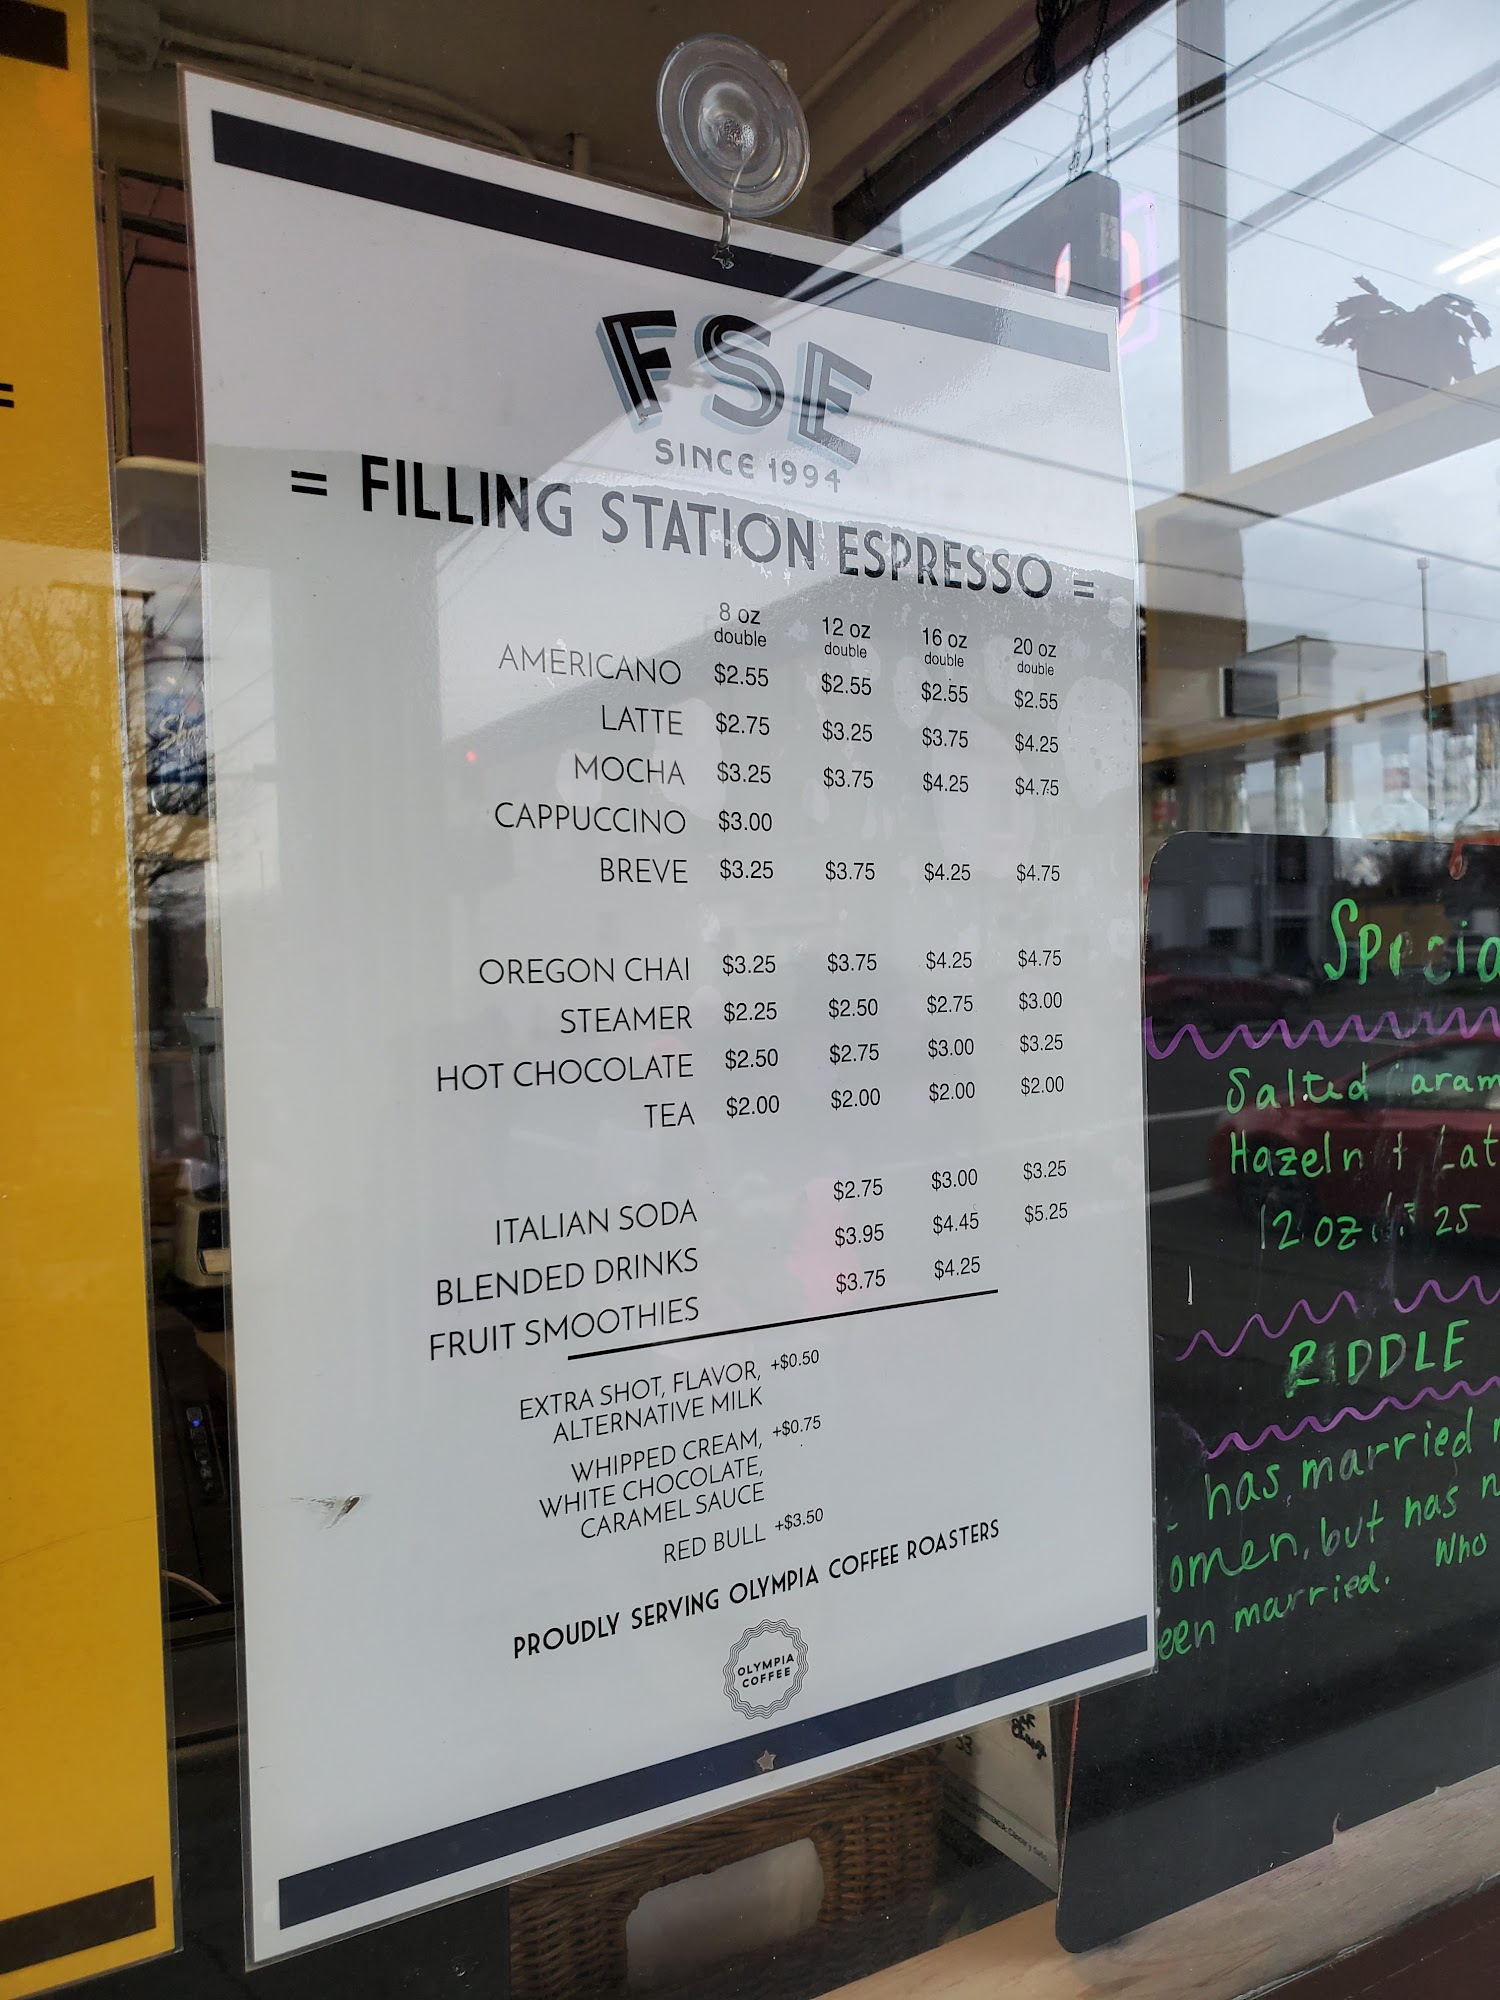 FSE
SINCE 1994
= FILLING STATION ESPRESSO =
8 oz 12 oz 16 oz 20 oz
double double double double
AMERICANO $2.55 $2.55 $2.55 $2.55
LATTE $2.75 $3.25 $3.75 $4.25
MOCHA $3.25 $3.75 $4.25 $4.75
CAPPUCCINO $3.00
BREVE $3.25 $3.75 $4.25 $4.75
OREGON CHAI $3.25 $3.75 $4.25 $4.75
STEAMER $2.25 $2.50 $2.75 $3.00
HOT CHOCOLATE $2.50 $2.75 $3.00 $3.25
TEA $2.00 $2.00 $2.00 $2.00
ITALIAN SODA $2.75 $3.00 $3.25
BLENDED DRINKS $3.95 $4.45 $5.25
FRUIT SMOOTHIES $3.75 $4.25
EXTRA SHOT, FLAVOR, +$0.50
ALTERNATIVE MILK
WHIPPED CREAM, +$0.75
WHITE CHOCOLATE,
CARAMEL SAUCE
RED BULL +$3.50
PROUDLY SERVING OLYMPIA COFFEE ROASTERS
OLYMPIA
COFFEE
Salted
12 oz
RIDDLE
has married
but has
married. Who